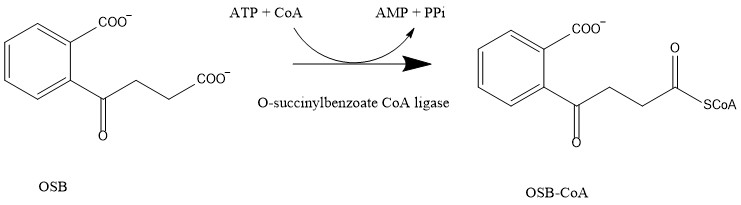 ATP + CoA
AMP + PPi
COO⁻
COO⁻
O
O-succinylbenzoate CoA ligase
COO⁻
O
SCoA
O
OSB
OSB-CoA